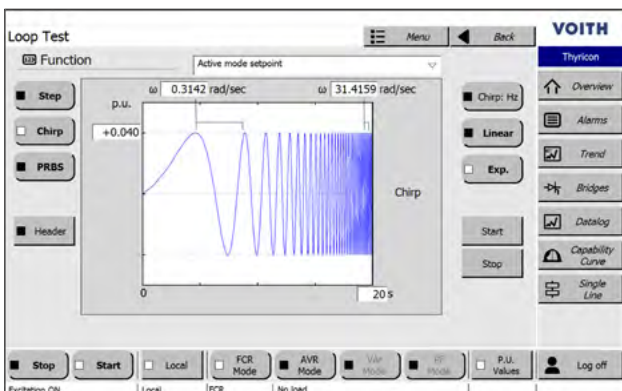 Loop Test
Menu
Back
VOITH
Function
Active mode setpoint
Thyricon
ω 0.3142 rad/sec
ω 31.4159 rad/sec
Overview
Step
p.u.
Chirp: Hz
Alarms
Chirp
+0.040
Linear
Trend
PRBS
Chirp
Exp.
Bridges
Header
Start
Datalog
Stop
Capability
Curve
0
20 s
Single
Line
Stop
Start
Local
FCR
Mode
AVR
Mode
VAr
Mode
PF
Mode
P.U.
Values
Log off
Excitation ON
Local
FCR
No load